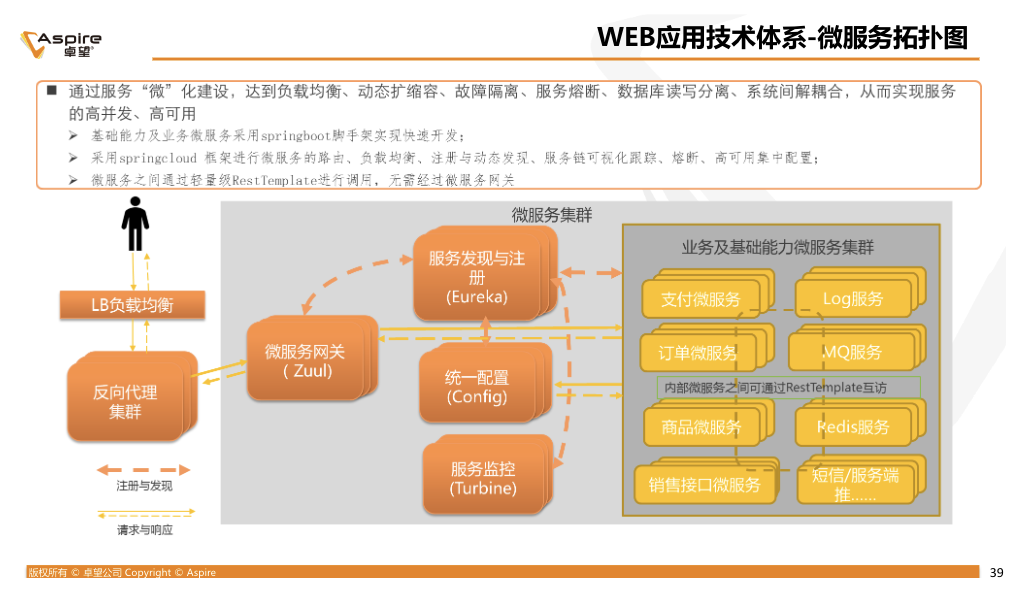 Aspire
卓望
WEB应用技术体系-微服务拓扑图
■ 通过服务“微”化建设，达到负载均衡、动态扩缩容、故障隔离、服务熔断、数据库读写分离、系统间解耦合，从而实现服务
的高并发、高可用
➢ 基础能力及业务微服务采用springboot脚手架实现快速开发；
➢ 采用springcloud 框架进行微服务的路由、负载均衡、注册与动态发现、服务链可视化跟踪、熔断、高可用集中配置；
➢ 微服务之间通过轻量级RestTemplate进行调用，无需经过微服务网关
微服务集群
LB负载均衡
反向代理
集群
微服务网关
( Zuul)
服务发现与注
册
(Eureka)
统一配置
(Config)
服务监控
(Turbine)
业务及基础能力微服务集群
支付微服务
Log服务
订单微服务
MQ服务
内部微服务之间可通过RestTemplate互访
商品微服务
Redis服务
销售接口微服务
短信/服务端
推......
注册与发现
请求与响应
版权所有 © 卓望公司 Copyright © Aspire
39